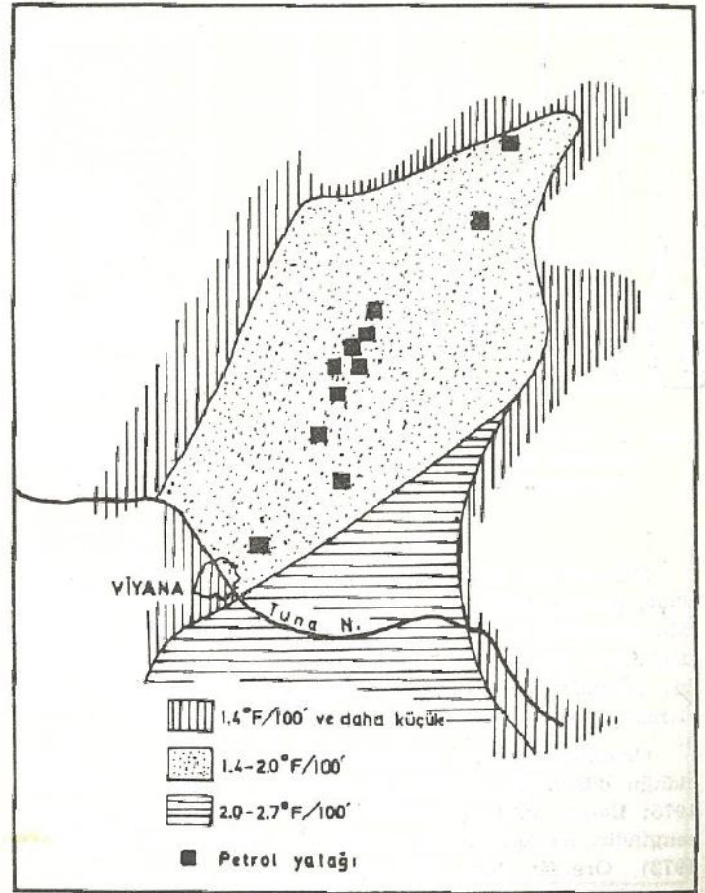 VİYANA
Tuna N.
1.4°F/100' ve daha küçük
1.4-2.0°F/100'
2.0-2.7°F/100'
Petrol yatağı